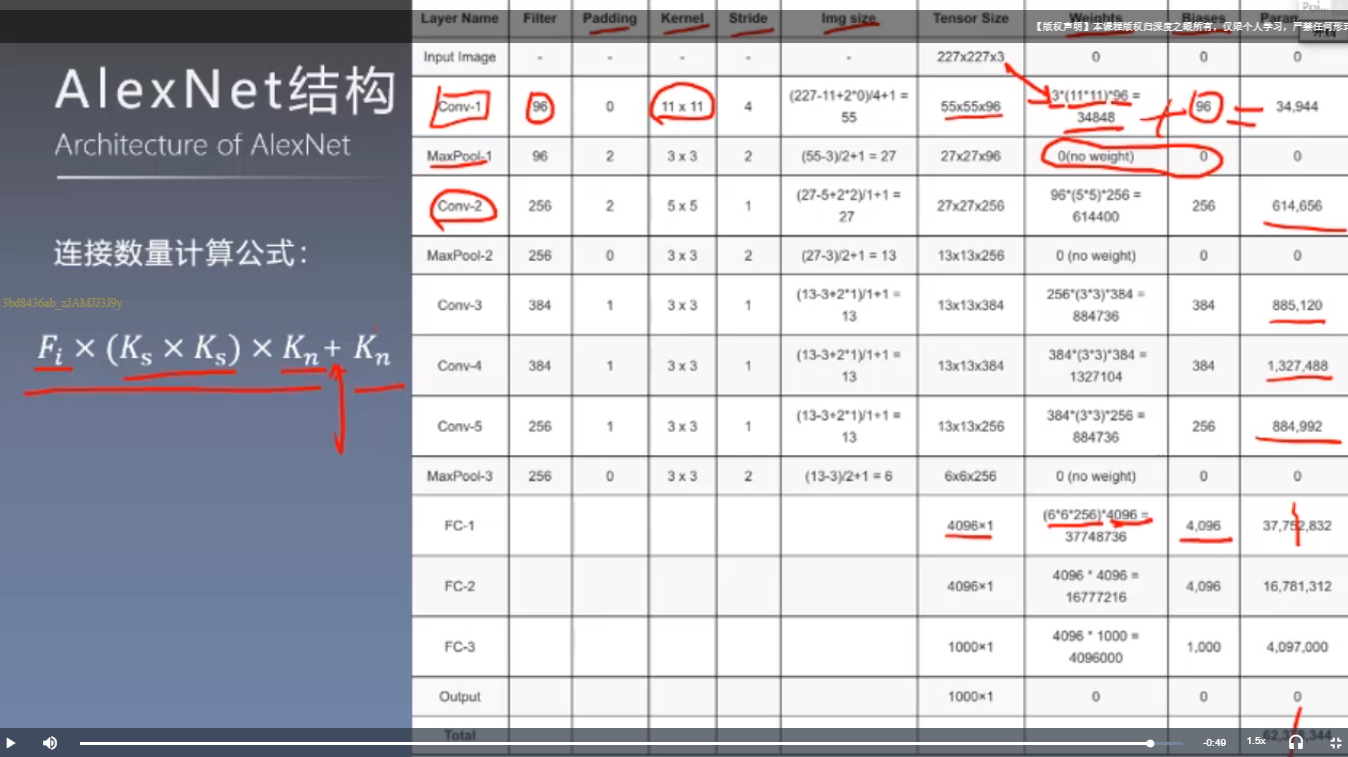 Layer Name Filter Padding Kernel Stride Img size Tensor Size Weights Biases
【版权声明】本课程版权归深度之眼所有，仅限个人学习，严禁任何形式
AlexNet结构
Architecture of AlexNet
连接数量计算公式：
13bd8436ab_zJAMJJ3J9y
F_i × (K_s × K_s) × K_n + K_n
Input Image - - - - - 227x227x3 0 0 0
Conv-1 96 0 11 x 11 4 (227-11+2*0)/4+1 = 55 55x55x96 3*(11*11)*96 = 34848 + 96 = 34,944
MaxPool-1 96 2 3 x 3 2 (55-3)/2+1 = 27 27x27x96 0(no weight) 0 0
Conv-2 256 2 5 x 5 1 (27-5+2*2)/1+1 = 27 27x27x256 96*(5*5)*256 = 614400 256 614,656
MaxPool-2 256 0 3 x 3 2 (27-3)/2+1 = 13 13x13x256 0 (no weight) 0 0
Conv-3 384 1 3 x 3 1 (13-3+2*1)/1+1 = 13 13x13x384 256*(3*3)*384 = 884736 384 885,120
Conv-4 384 1 3 x 3 1 (13-3+2*1)/1+1 = 13 13x13x384 384*(3*3)*384 = 1327104 384 1,327,488
Conv-5 256 1 3 x 3 1 (13-3+2*1)/1+1 = 13 13x13x256 384*(3*3)*256 = 884736 256 884,992
MaxPool-3 256 0 3 x 3 2 (13-3)/2+1 = 6 6x6x256 0 (no weight) 0 0
FC-1 4096×1 (6*6*256)*4096 = 37748736 4,096 37,752,832
FC-2 4096×1 4096 * 4096 = 16777216 4,096 16,781,312
FC-3 1000×1 4096 * 1000 = 4096000 1,000 4,097,000
Output 1000×1 0 0 0
Total
-0:49 1.5x